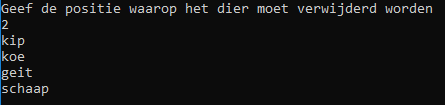 Geef de positie waarop het dier moet verwijderd worden
2
kip
koe
geit
schaap